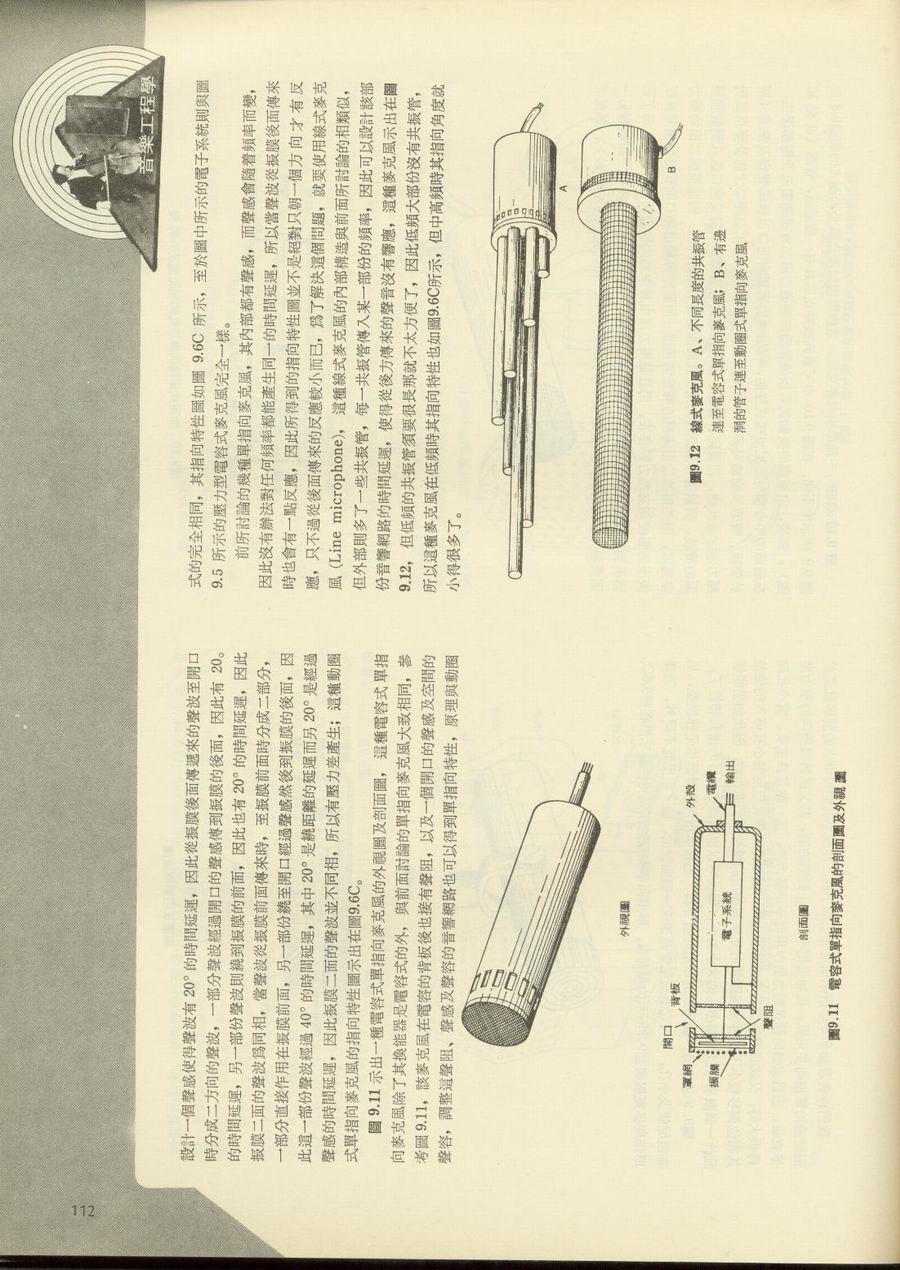 音樂工程學
設計一個聲感使得聲波有 20° 的時間延遲，因此從振膜後面傳遞來的聲波至開口
時分成二方向的聲波，一部分聲波經過開口的聲感傳到振膜的後面，因此有 20。
的時間延遲，另一部份聲波則繞到振膜的前面，因此也有 20° 的時間延遲，因此
振膜二面的聲波爲同相，當聲波從振膜前面傳來時，至振膜前面時分成二部分，
一部分直接作用在振膜前面，另一部份繞至開口經過聲感然後到振膜的後面，因
此這一部份聲波經過 40° 的時間延遲，其中 20° 是繞距離的延遲而另 20° 是經過
聲感的時間延遲，因此振膜二面的聲波並不同相，所以有壓力差產生；這種動圈
式單指向麥克風的指向特性圖示出在圖9.6C。
圖 9.11 示出一種電容式單指向麥克風的外視圖及剖面圖，這種電容式 單指
向麥克風除了其換能器是電容式的外，與前面討論的單指向麥克風大致相同，參
考圖 9.11，該麥克風在電容的背板後也接有聲阻，以及一個開口的聲感及空間的
聲容，調整這聲阻、聲感及聲容的音響網路也可以得到單指向特性，原理與動圈
外視圖
開口
背板
外殼
電纜
輸出
罩網
振膜
電子系統
聲阻
剖面圖
圖9.11 電容式單指向麥克風的剖面圖及外視 圖
式的完全相同，其指向特性圖如圖 9.6C 所示，至於圖中所示的電子系統則與圖
9.5 所示的壓力型電容式麥克風完全一樣。
前所討論的幾種單指向麥克風，其內部都有聲感，而聲感會隨着頻率而變，
因此沒有辦法對任何頻率都能產生同一的時間延遲，所以當聲波從振膜後面傳來
時也會有一點反應，因此所得到的指向特性圖並不是絕對只朝一個方 向 才 有 反
應，只不過從後面傳來的反應較小而已，爲了解決這個問題，就要使用線式麥克
風 (Line microphone)，這種線式麥克風的內部構造與前面所討論的相類似，
但外部則多了一些共振管，每一共振管傳入某一部份的頻率，因此可以設計該部
份音響網路的時間延遲，使得從後方傳來的聲音沒有響應，這種麥克風示出在圖
9.12，但低頻的共振管須要很長那就不太方便了，因此低頻大部份沒有共振管，
所以這種麥克風在低頻時其指向特性也如圖9.6C所示，但中高頻時其指向角度就
小得很多了。
A
B
圖9.12 線式麥克風。A、不同長度的共振管
連至電容式單指向麥克風；B、有邊
洞的管子連至動圈式單指向麥克風
112